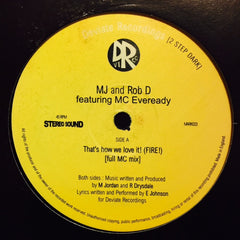 Deviate Recordings [2 STEP DARK]
DR
MJ and Rob D
featuring MC Eveready
45 RPM
STEREO SOUND
SIDE A
That's how we love it! (FIRE!)
[full MC mix]
Both sides : Music written and produced
by M Jordan and R Drysdale
Lyrics written and Performed by E Johnson
for Deviate Recordings.